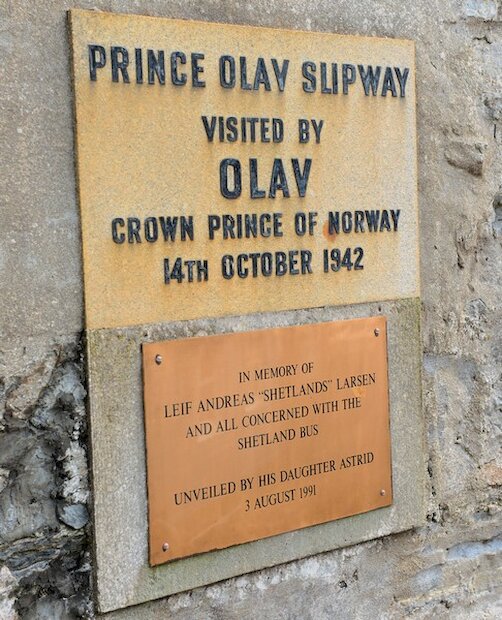 PRINCE OLAV SLIPWAY
VISITED BY
OLAV
CROWN PRINCE OF NORWAY
14TH OCTOBER 1942
IN MEMORY OF
LEIF ANDREAS "SHETLANDS" LARSEN
AND ALL CONCERNED WITH THE
SHETLAND BUS
UNVEILED BY HIS DAUGHTER ASTRID
3 AUGUST 1991